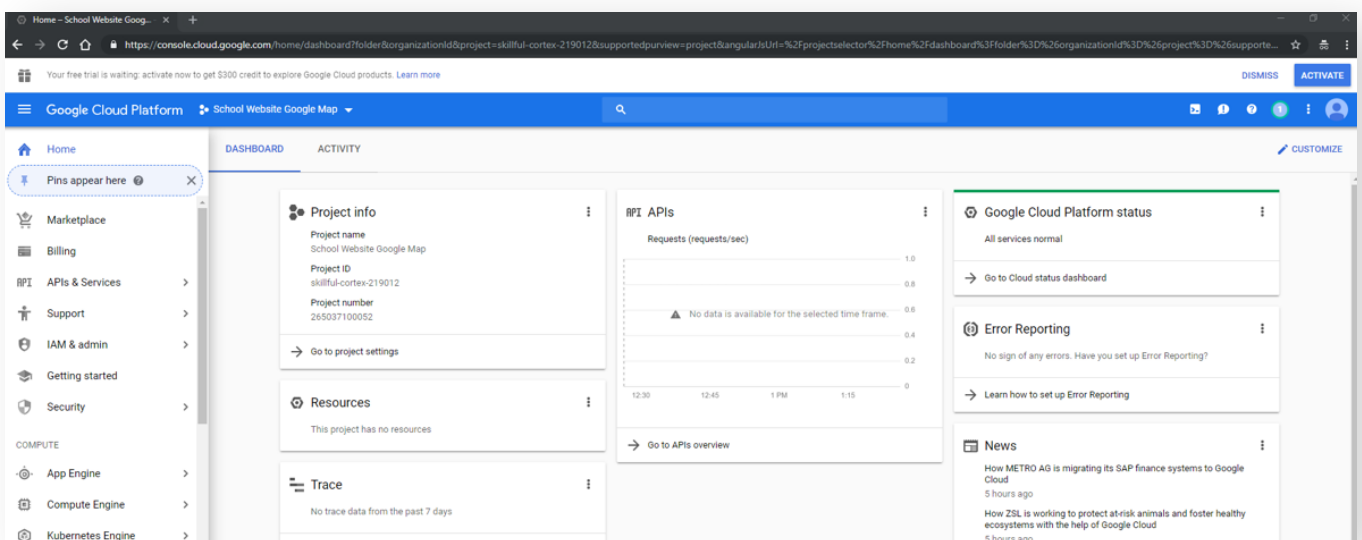 Home – School Website Goog...
https://console.cloud.google.com/home/dashboard?folder&organizationId&project=skillful-cortex-219012&supportedpurview=project&angularJsUrl=%2Fprojectselector%2Fhome%2Fdashboard%3Ffolder%3D%26organizationId%3D%26project%3D%26supporte...
Your free trial is waiting: activate now to get $300 credit to explore Google Cloud products. Learn more
DISMISS
ACTIVATE
Google Cloud Platform
School Website Google Map
1
Home
DASHBOARD
ACTIVITY
CUSTOMIZE
Pins appear here
Marketplace
Billing
API APIs & Services
Support
IAM & admin
Getting started
Security
COMPUTE
App Engine
Compute Engine
Kubernetes Engine
Project info
Project name
School Website Google Map
Project ID
skillful-cortex-219012
Project number
265037100052
Go to project settings
Resources
This project has no resources
Trace
No trace data from the past 7 days
API APIs
Requests (requests/sec)
1.0
0.8
No data is available for the selected time frame.
0.6
0.4
0.2
0
12:30
12:45
1 PM
1:15
Go to APIs overview
Google Cloud Platform status
All services normal
Go to Cloud status dashboard
Error Reporting
No sign of any errors. Have you set up Error Reporting?
Learn how to set up Error Reporting
News
How METRO AG is migrating its SAP finance systems to Google
Cloud
5 hours ago
How ZSL is working to protect at-risk animals and foster healthy
ecosystems with the help of Google Cloud
5 hours ago